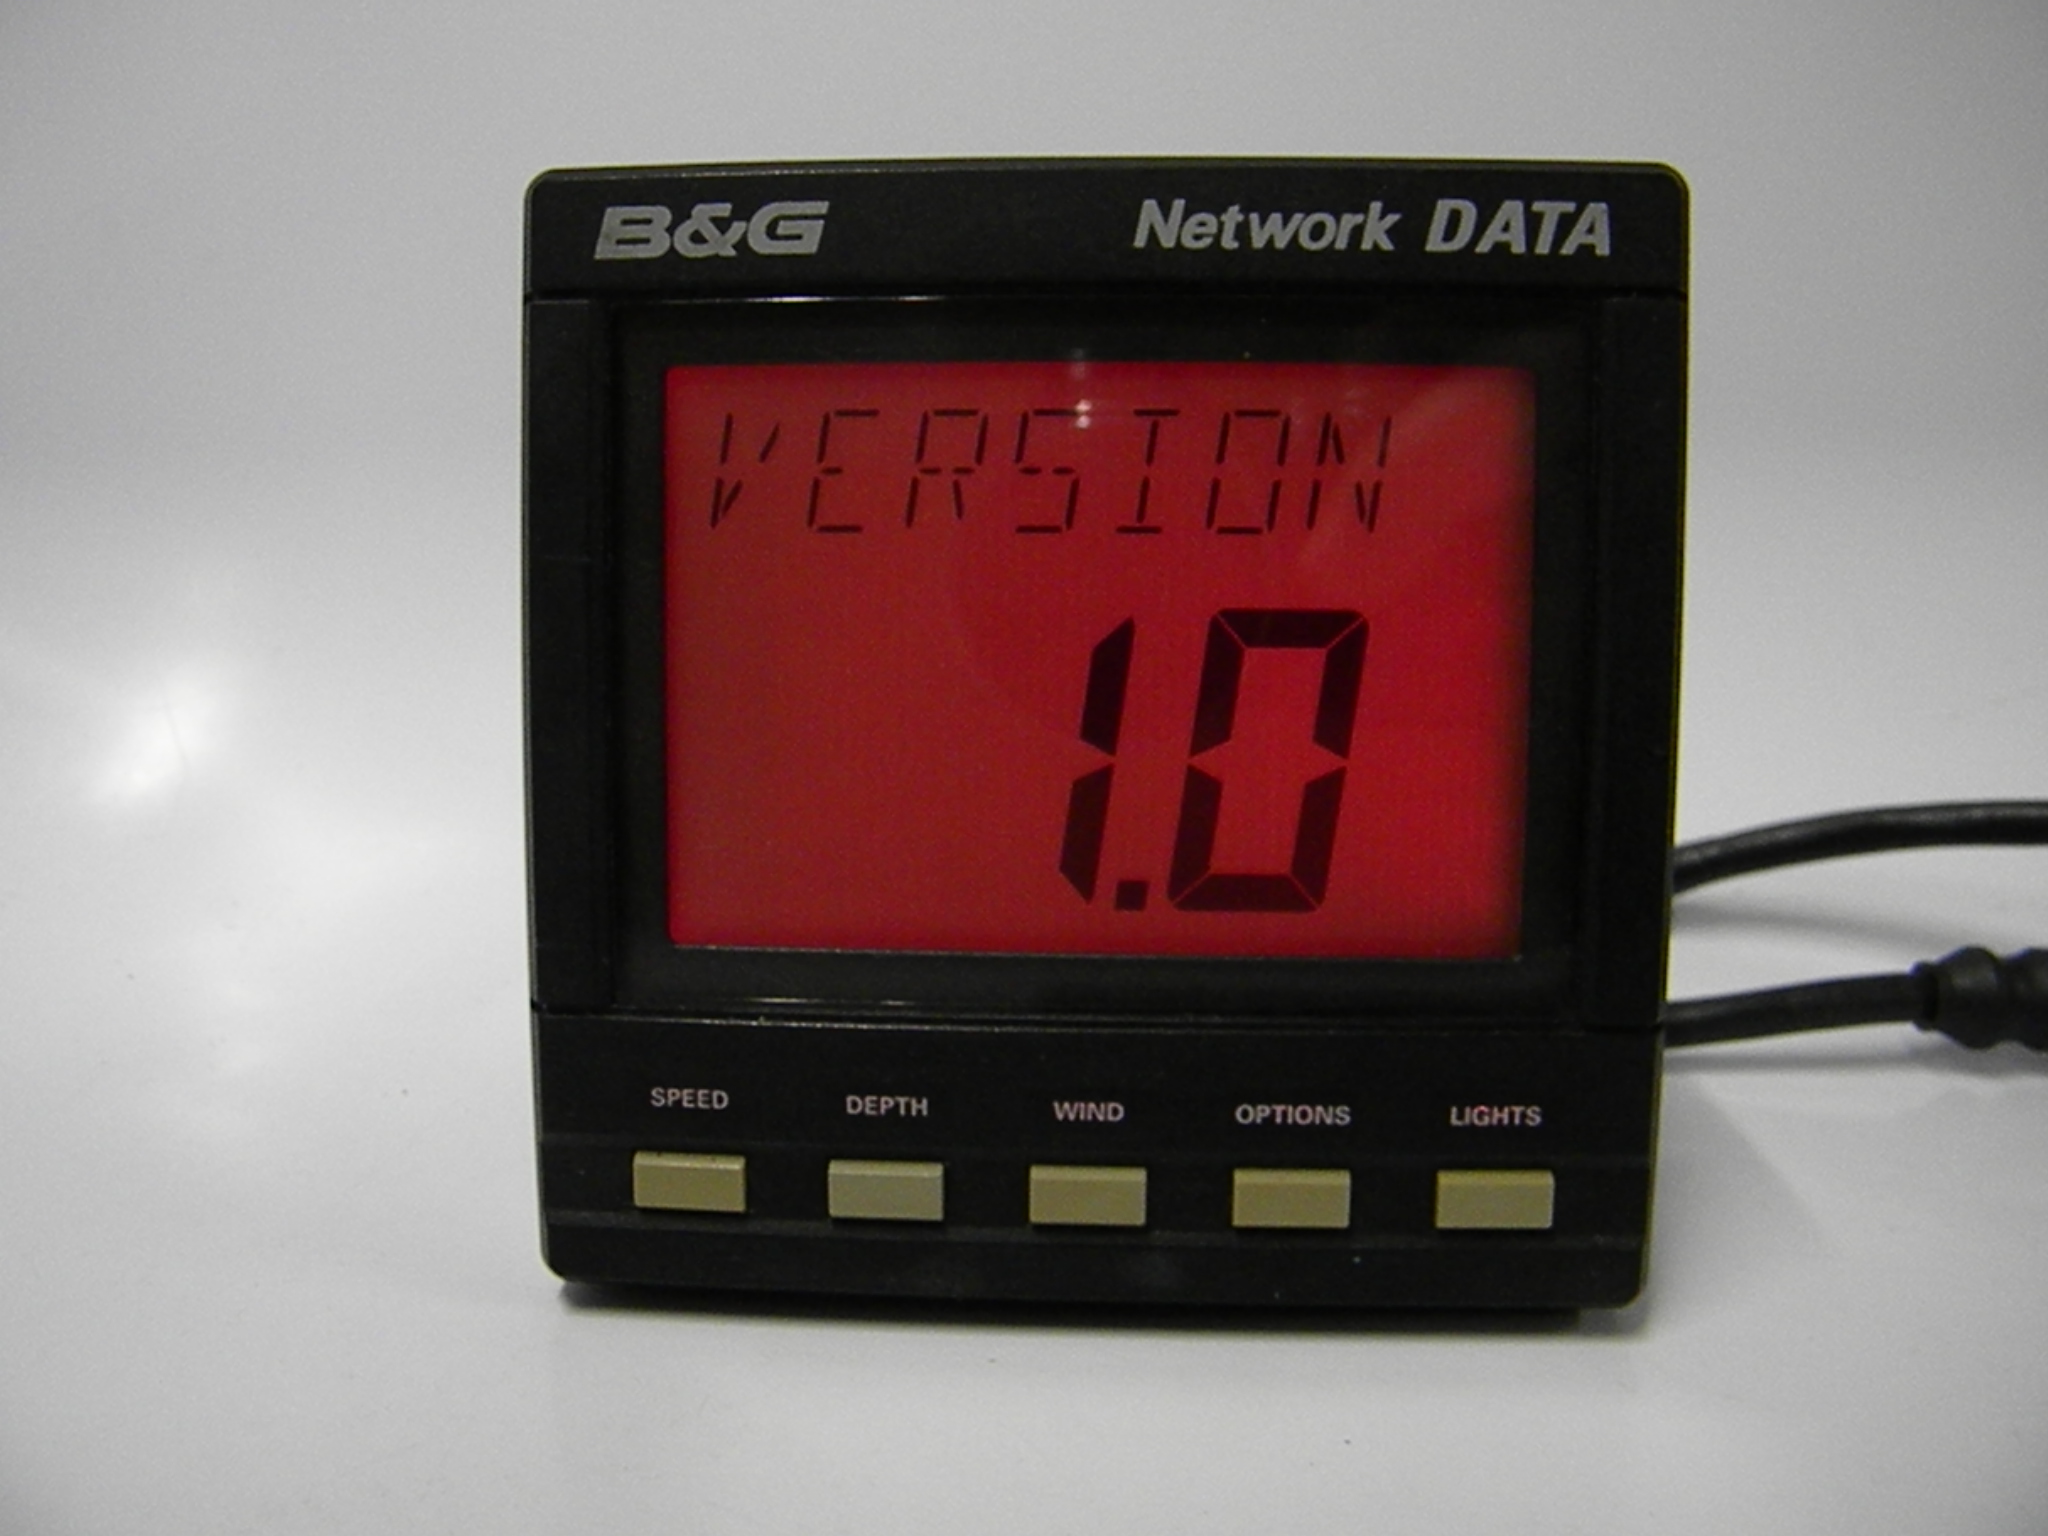 B&G Network DATA
VERSION
1.0
SPEED DEPTH WIND OPTIONS LIGHTS